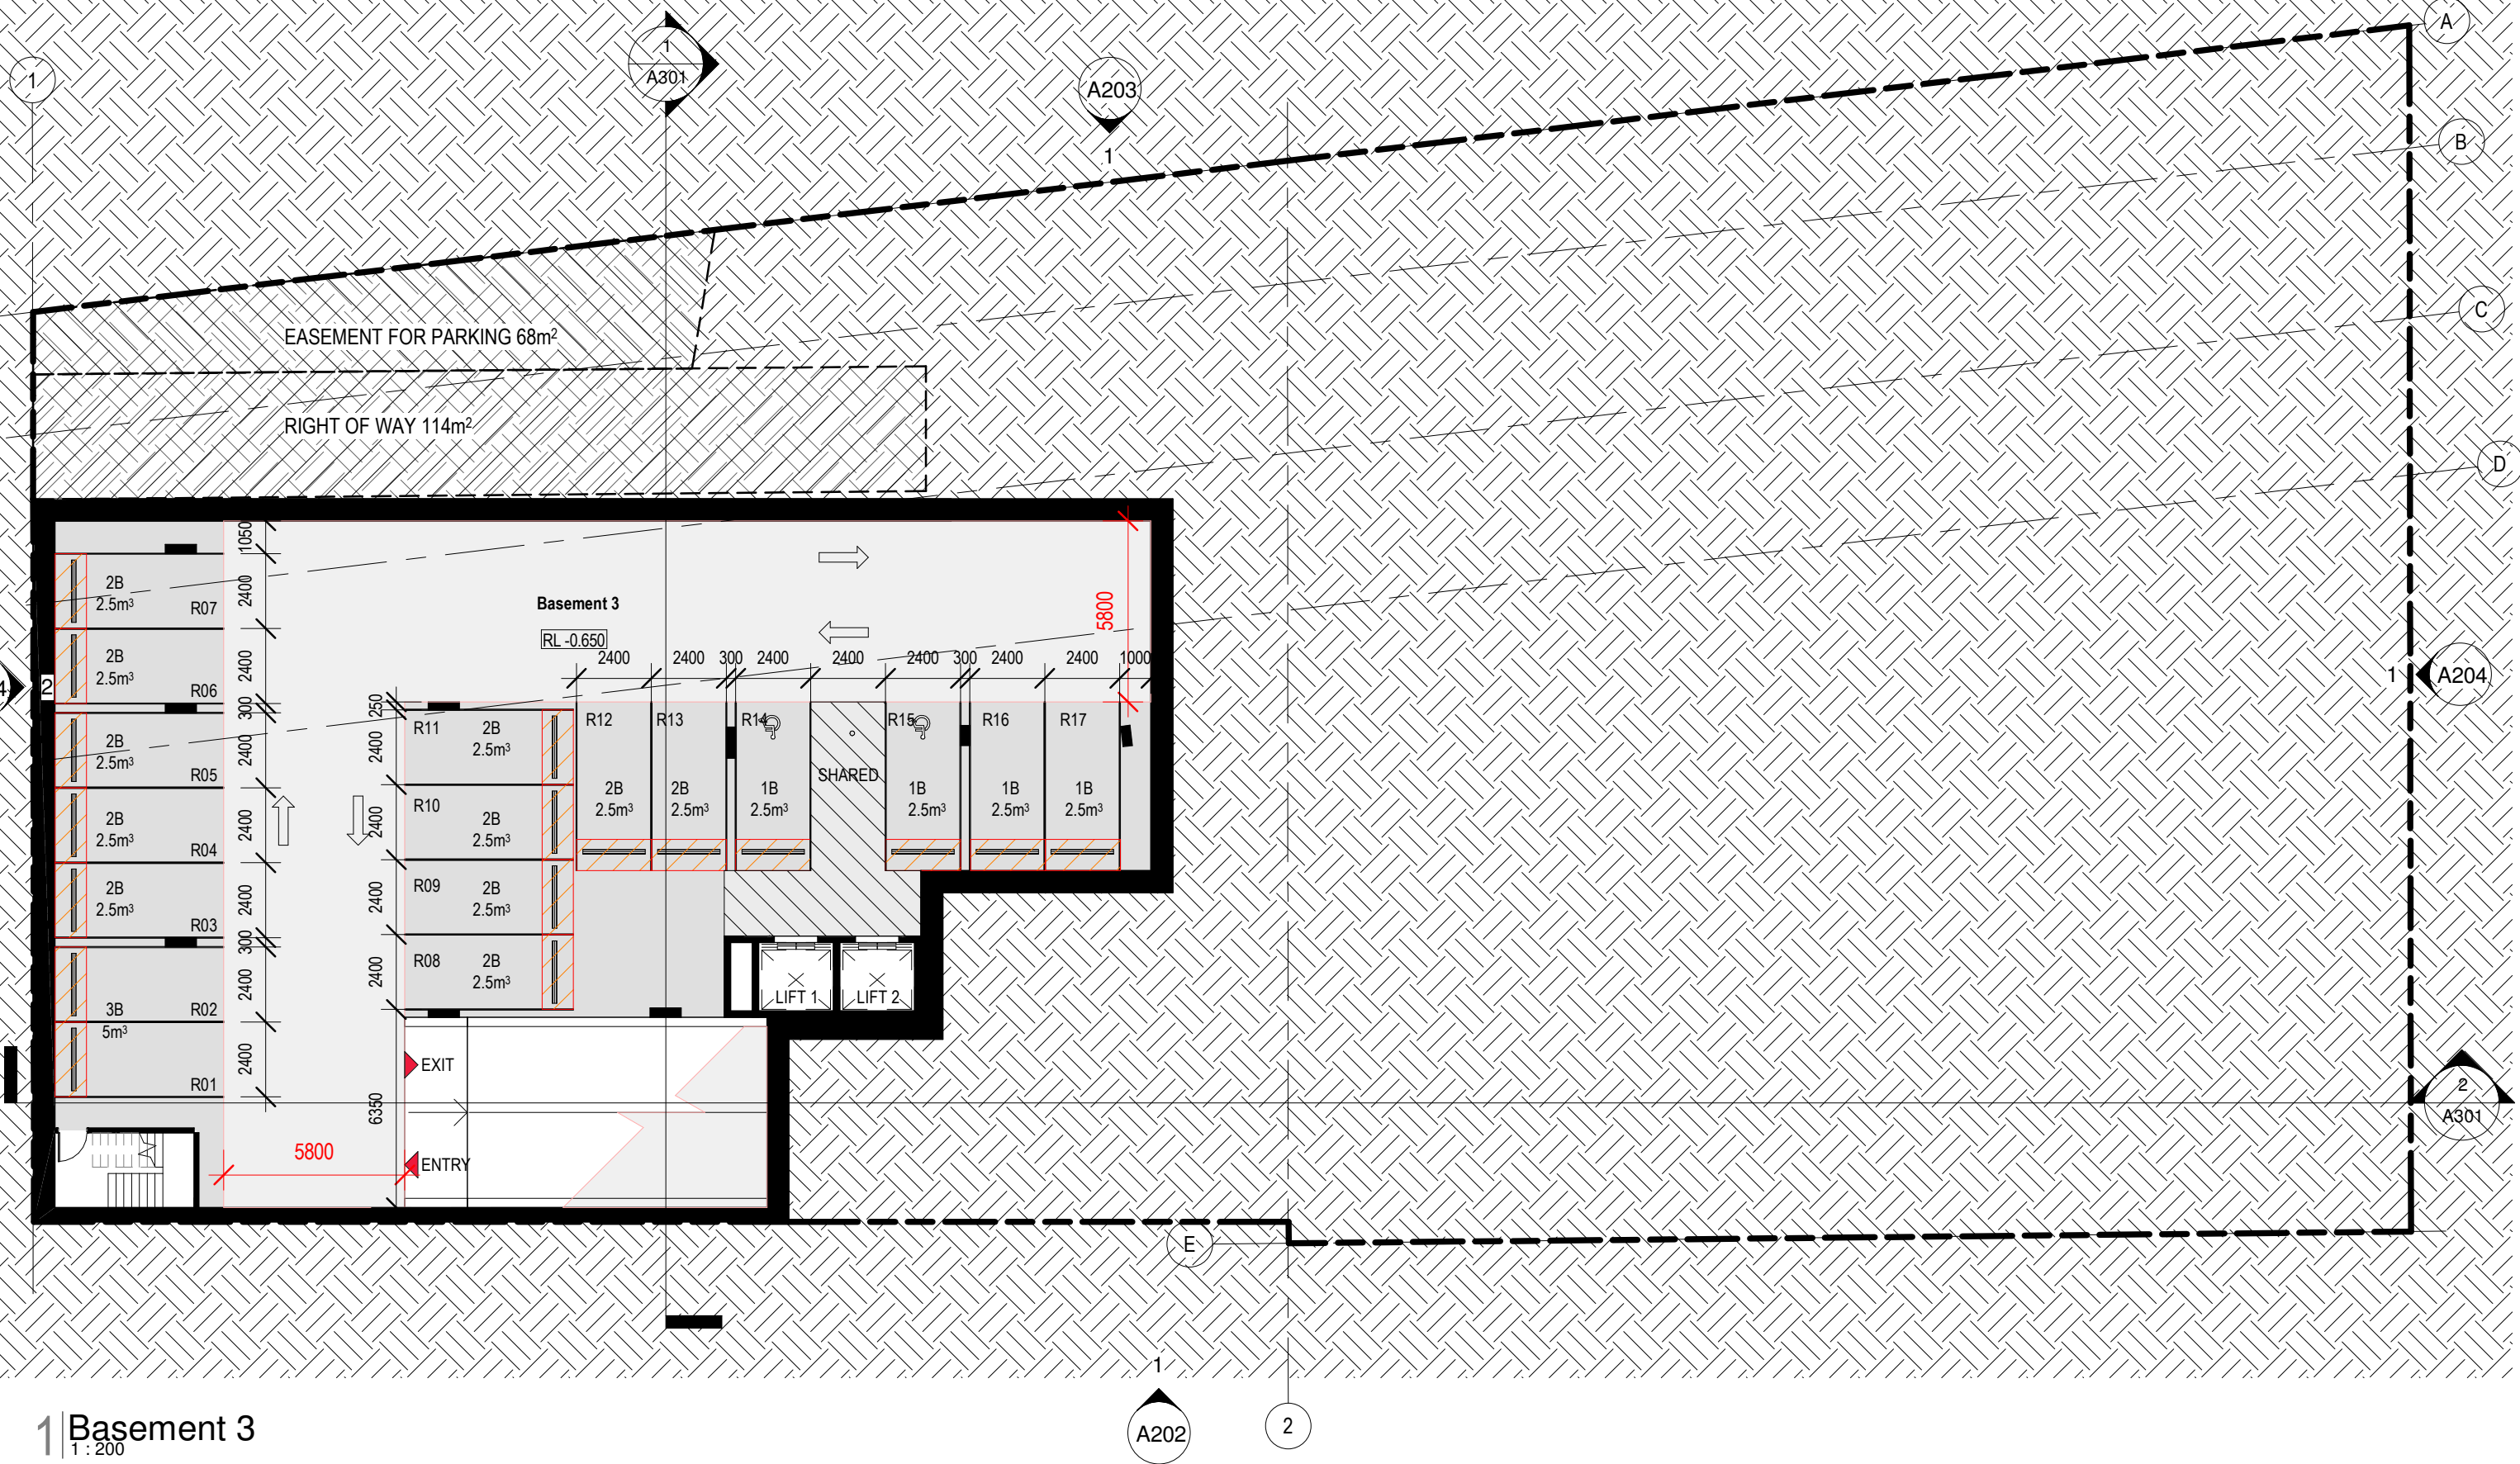 1
1
A301
A203
1
A
B
C
D
EASEMENT FOR PARKING 68m²
RIGHT OF WAY 114m²
1050
2400
2400
300
2400
2400
2400
300
2400
2400
2B
2.5m³
R07
2B
2.5m³
R06
2
2B
2.5m³
R05
2B
2.5m³
R04
2B
2.5m³
R03
3B
5m³
R02
R01
Basement 3
RL -0.650
5800
2400
2400
300
2400
2400
2400
300
2400
2400
1000
250
2400
2400
2400
2400
6350
R11
2B
2.5m³
R10
2B
2.5m³
R09
2B
2.5m³
R08
2B
2.5m³
R12
2B
2.5m³
R13
2B
2.5m³
R14
1B
2.5m³
SHARED
R15
1B
2.5m³
R16
1B
2.5m³
R17
1B
2.5m³
LIFT 1
LIFT 2
EXIT
ENTRY
5800
4
1
A204
2
A301
E
1
A202
2
1
Basement 3
1 : 200